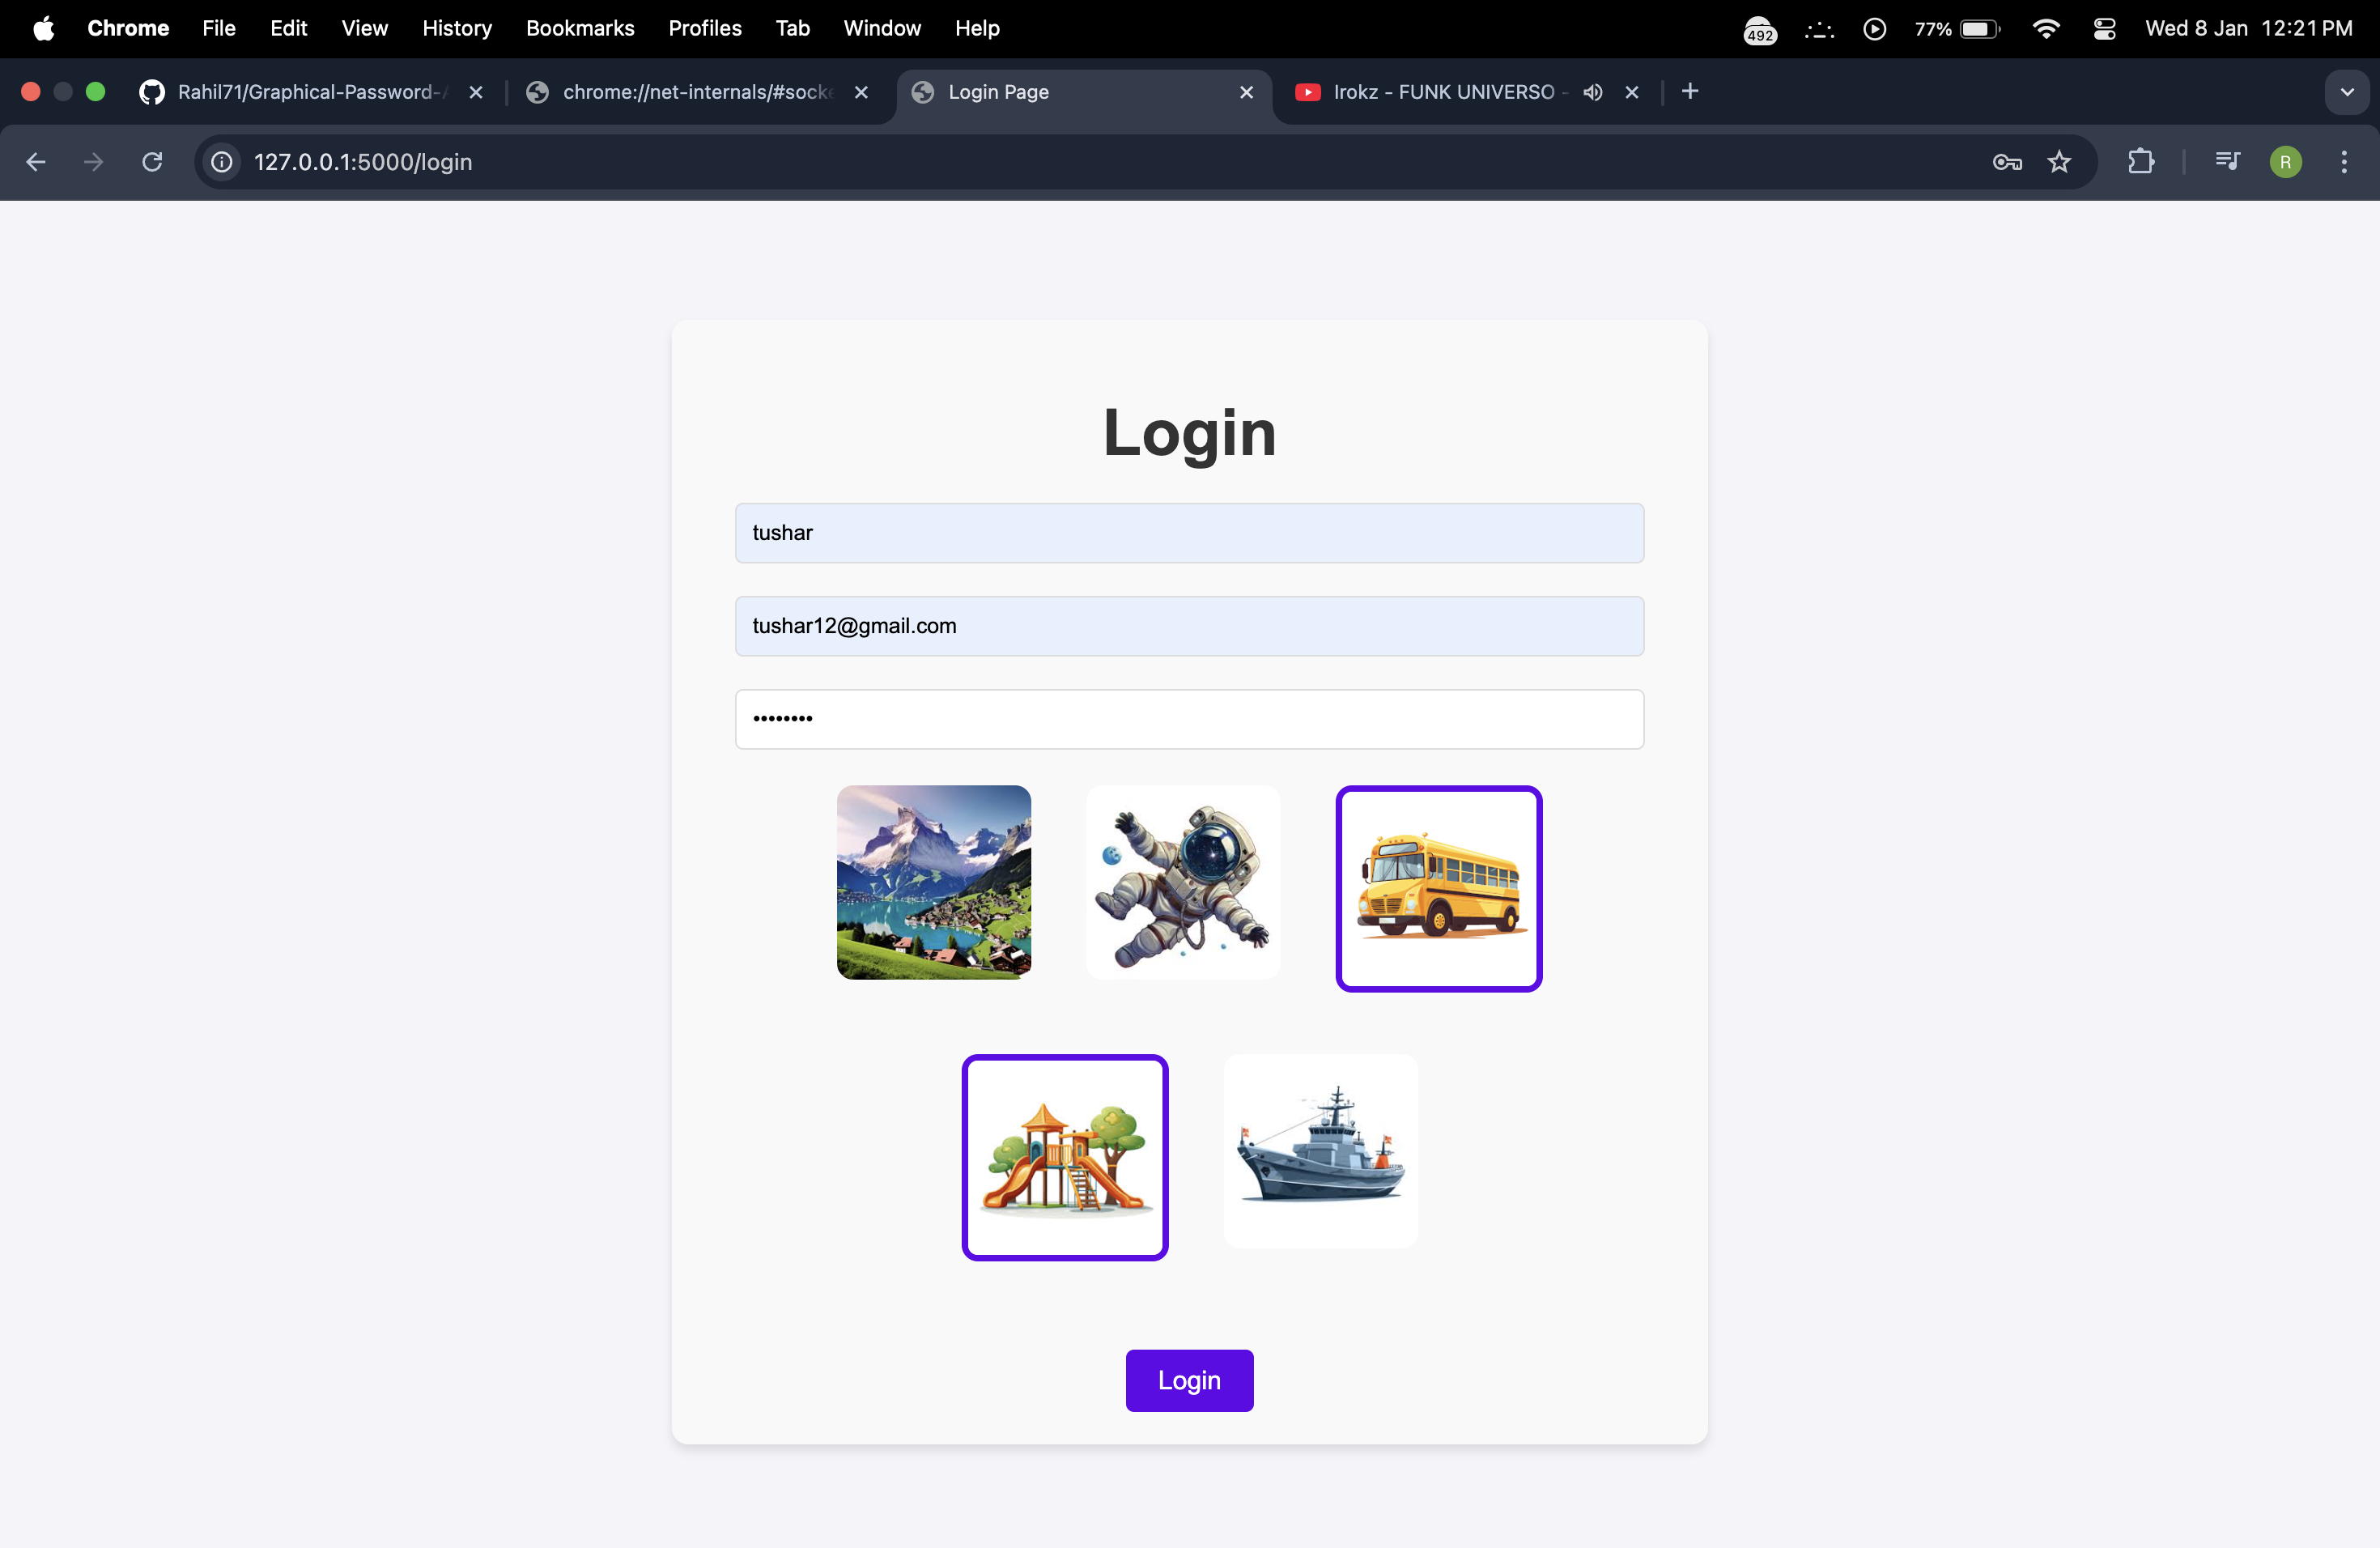 Chrome File Edit View History Bookmarks Profiles Tab Window Help 492 77% Wed 8 Jan 12:21 PM
Rahil71/Graphical-Password- chrome://net-internals/#socke Login Page Irokz - FUNK UNIVERSO -
127.0.0.1:5000/login R
Login
tushar
tushar12@gmail.com
••••••••
Login